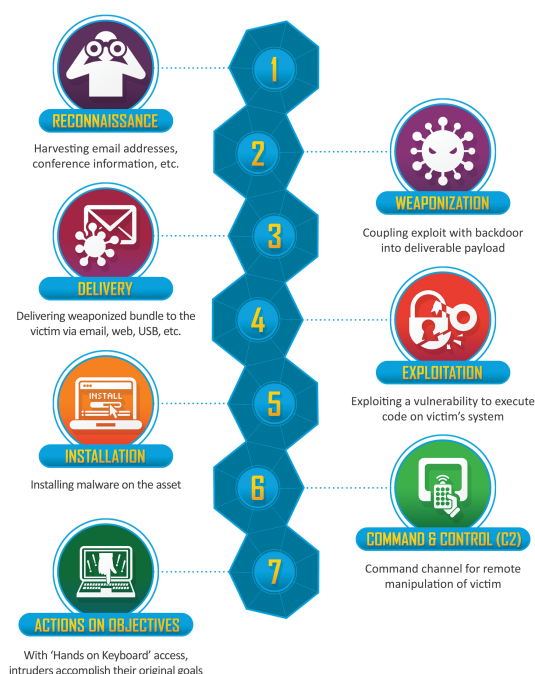 1
RECONNAISSANCE
Harvesting email addresses,
conference information, etc.
2
WEAPONIZATION
Coupling exploit with backdoor
into deliverable payload
3
DELIVERY
Delivering weaponized bundle to the
victim via email, web, USB, etc.
4
EXPLOITATION
Exploiting a vulnerability to execute
code on victim’s system
5
INSTALL
INSTALLATION
Installing malware on the asset
6
COMMAND & CONTROL (C2)
Command channel for remote
manipulation of victim
7
ACTIONS ON OBJECTIVES
With ‘Hands on Keyboard’ access,
intruders accomplish their original goals